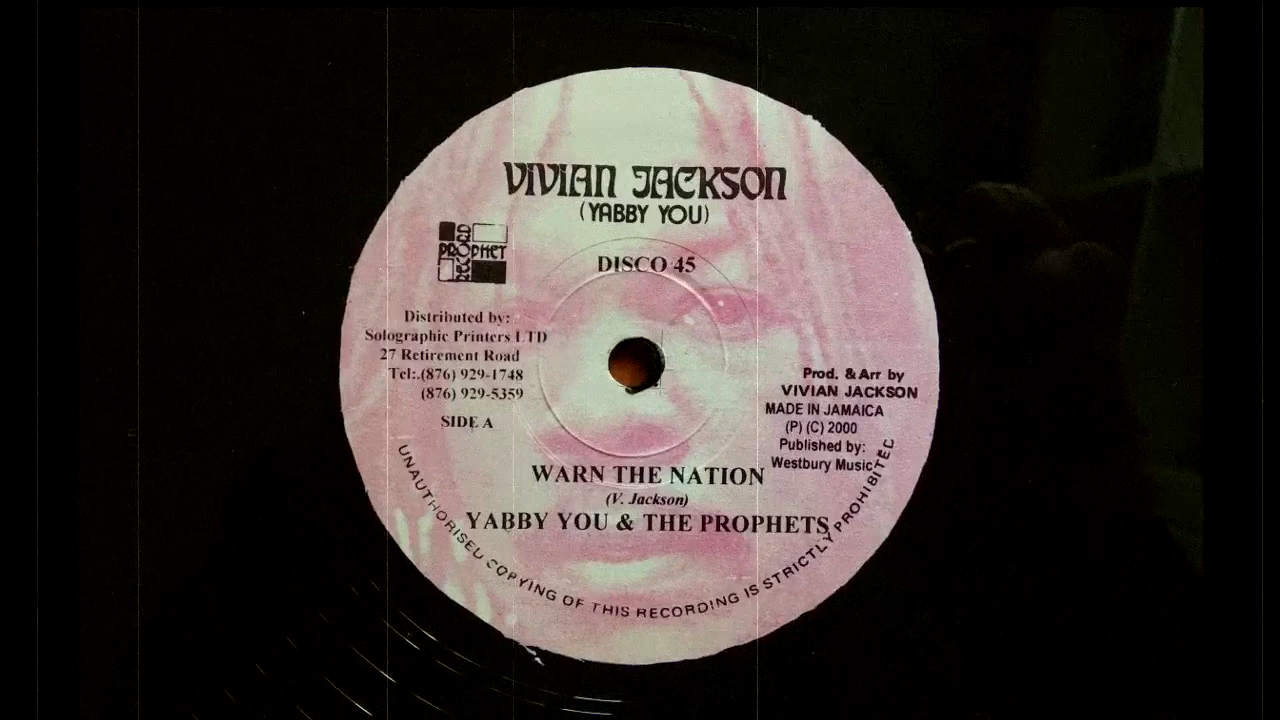 VIVIAN JACKSON
(YABBY YOU)
PROPHET
RECORD
DISCO 45
Distributed by:
Solographic Printers LTD
27 Retirement Road
Tel:.(876) 929-1748
(876) 929-5359
SIDE A
Prod. & Arr by
VIVIAN JACKSON
MADE IN JAMAICA
(P) (C) 2000
Published by:
Westbury Music
WARN THE NATION
(V. Jackson)
YABBY YOU & THE PROPHETS
UNAUTHORISED COPYING OF THIS RECORDING IS STRICTLY PROHIBITED